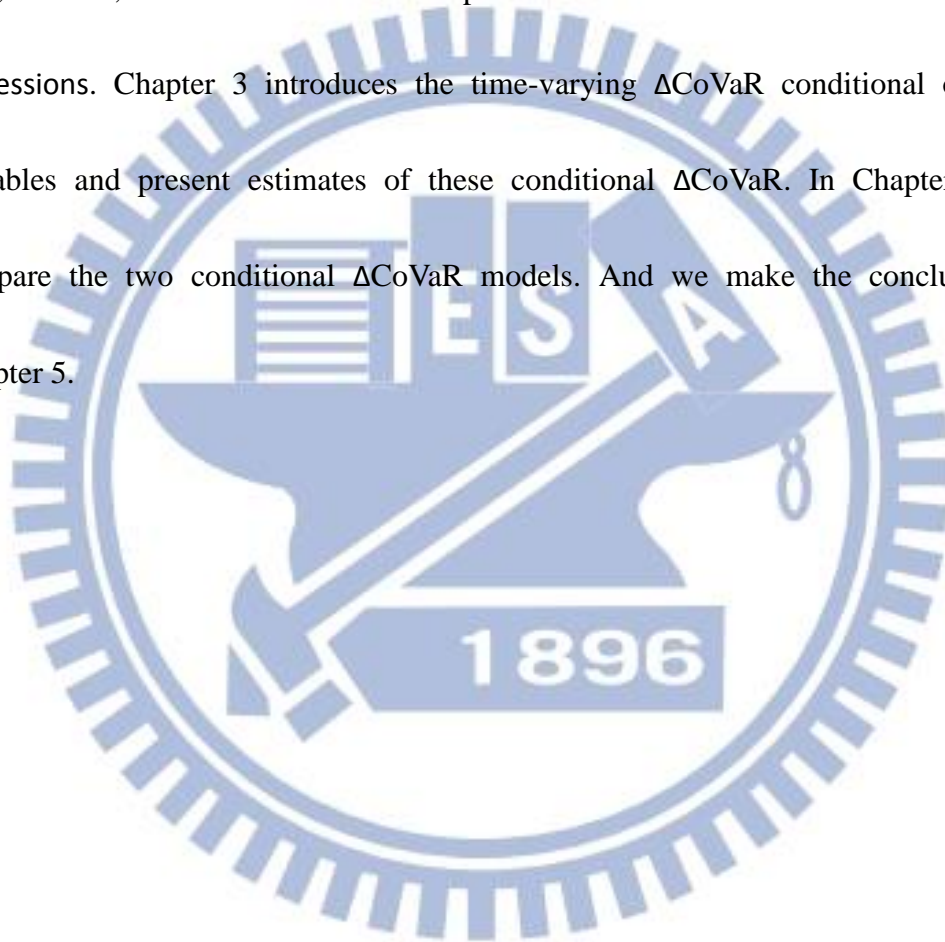 essions. Chapter 3 introduces the time-varying ΔCoVaR conditional
ables and present estimates of these conditional ΔCoVaR. In Chapter
pare the two conditional ΔCoVaR models. And we make the conclu
pter 5.
E S A
1896